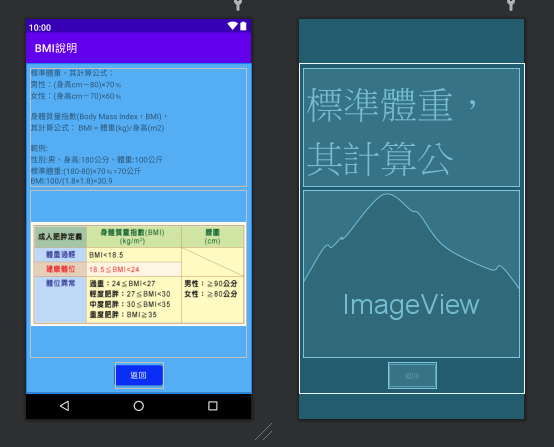 10:00
BMI說明
標準體重，其計算公式：
男性：(身高cm－80)×70﹪
女性：(身高cm－70)×60﹪
身體質量指數(Body Mass Index，BMI)，
其計算公式： BMI = 體重(kg)/身高(m2)
範例:
性別:男、身高:180公分、體重:100公斤
標準體重:(180-80)×70﹪=70公斤
BMI:100/(1.8×1.8)=30.9
成人肥胖定義 身體質量指數(BMI) (kg/m²) 腰圍 (cm)
體重過輕 BMI<18.5
健康體位 18.5≦BMI<24
體位異常 過重：24≦BMI<27 男性：≧90公分
輕度肥胖：27≦BMI<30 女性：≧80公分
中度肥胖：30≦BMI<35
重度肥胖：BMI≧35
返回
標準體重，
其計算公
ImageView
返回